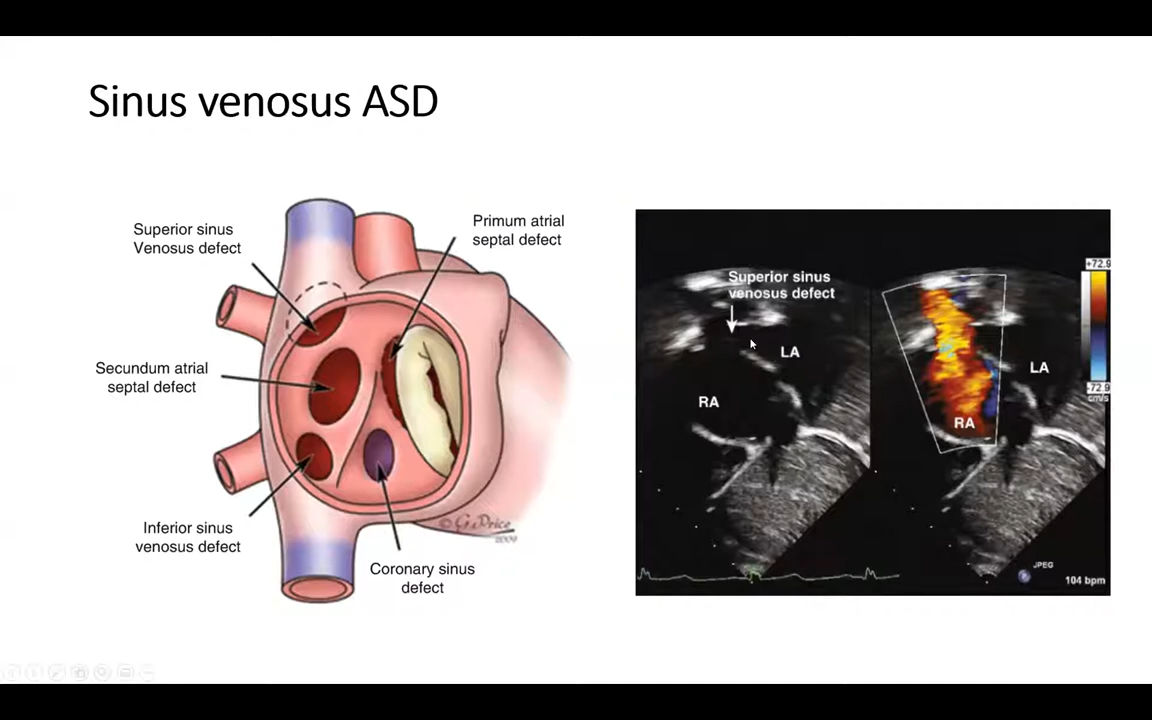 Sinus venosus ASD
Superior sinus
Venosus defect
Primum atrial
septal defect
Secundum atrial
septal defect
Inferior sinus
venosus defect
Coronary sinus
defect
Superior sinus
venosus defect
LA
RA
LA
RA
+72.9
-72.9
cm/s
JPEG
104 bpm